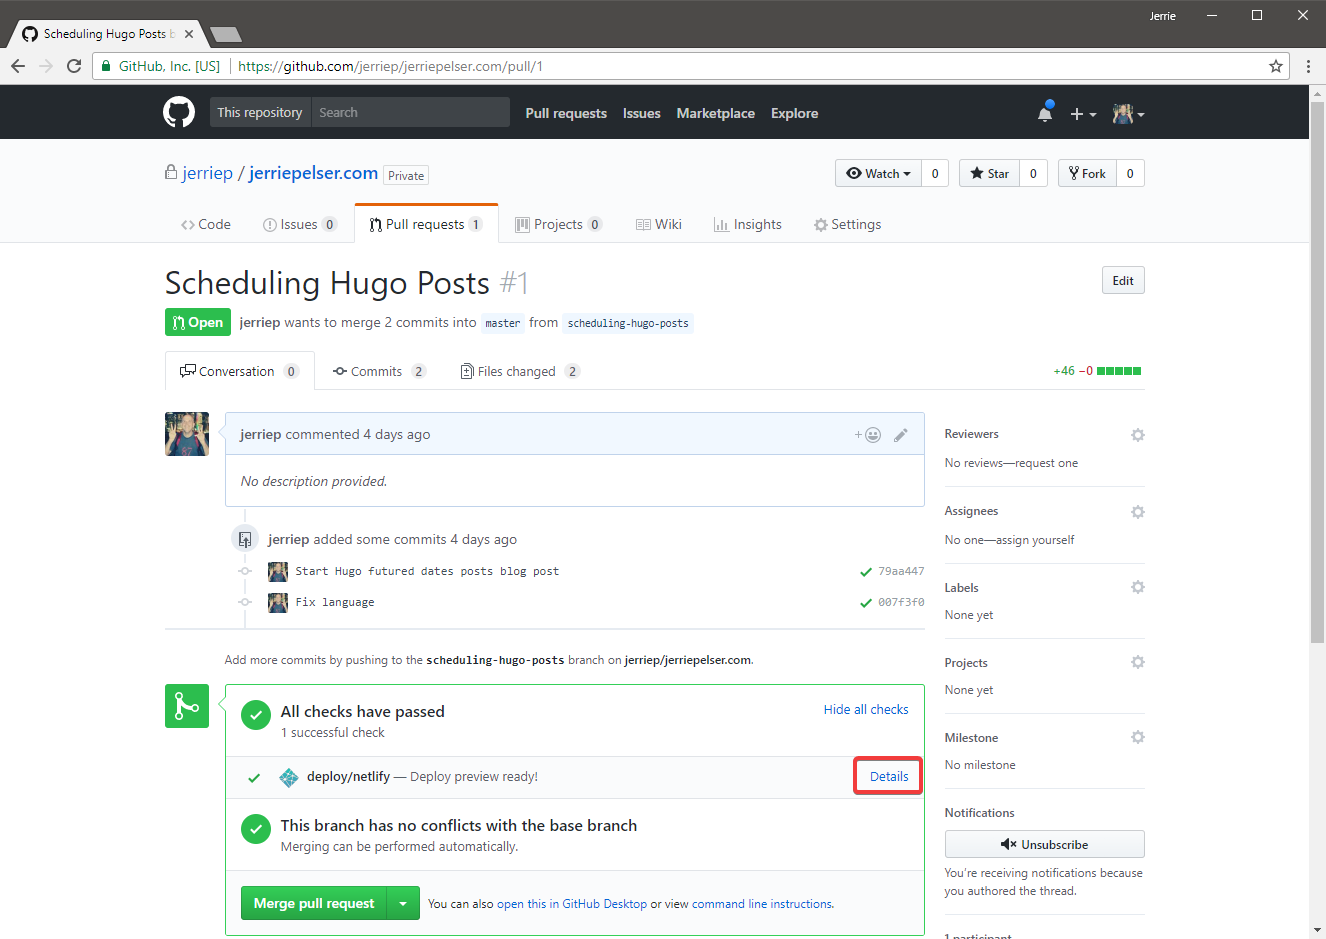 Jerrie
Scheduling Hugo Posts b
GitHub, Inc. [US] https://github.com/jerriep/jerriepelser.com/pull/1
This repository Search Pull requests Issues Marketplace Explore
jerriep / jerriepelser.com Private
Watch 0 Star 0 Fork 0
Code Issues 0 Pull requests 1 Projects 0 Wiki Insights Settings
Scheduling Hugo Posts #1
Edit
Open jerriep wants to merge 2 commits into master from scheduling-hugo-posts
Conversation 0 Commits 2 Files changed 2 +46 −0
jerriep commented 4 days ago
No description provided.
jerriep added some commits 4 days ago
Start Hugo futured dates posts blog post 79aa447
Fix language 007f3f0
Add more commits by pushing to the scheduling-hugo-posts branch on jerriep/jerriepelser.com.
All checks have passed Hide all checks
1 successful check
deploy/netlify — Deploy preview ready! Details
This branch has no conflicts with the base branch
Merging can be performed automatically.
Merge pull request You can also open this in GitHub Desktop or view command line instructions.
Reviewers
No reviews—request one
Assignees
No one—assign yourself
Labels
None yet
Projects
None yet
Milestone
No milestone
Notifications
Unsubscribe
You're receiving notifications because
you authored the thread.
1 participant